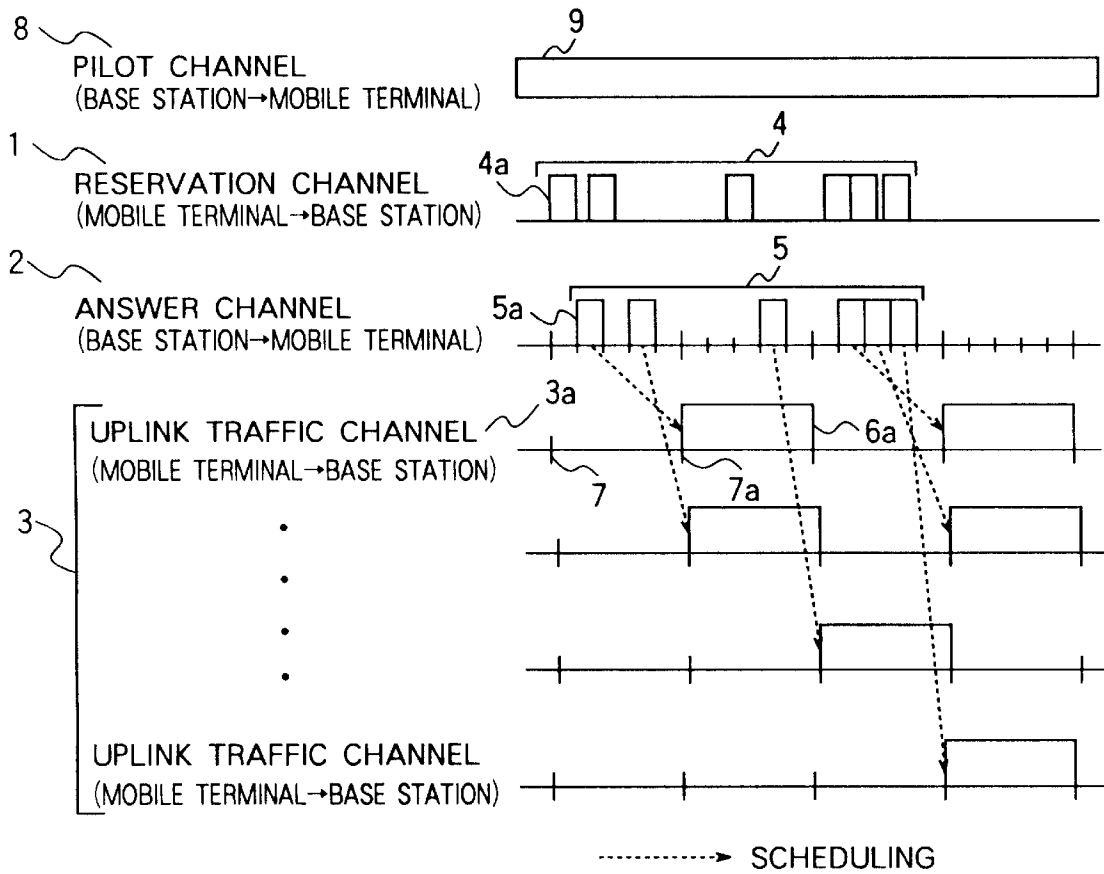 8
PILOT CHANNEL
(BASE STATION→MOBILE TERMINAL)
9
1
RESERVATION CHANNEL
(MOBILE TERMINAL→BASE STATION)
4
4a
2
ANSWER CHANNEL
(BASE STATION→MOBILE TERMINAL)
5
5a
3a
UPLINK TRAFFIC CHANNEL
(MOBILE TERMINAL→BASE STATION)
6a
7
7a
3
UPLINK TRAFFIC CHANNEL
(MOBILE TERMINAL→BASE STATION)
SCHEDULING